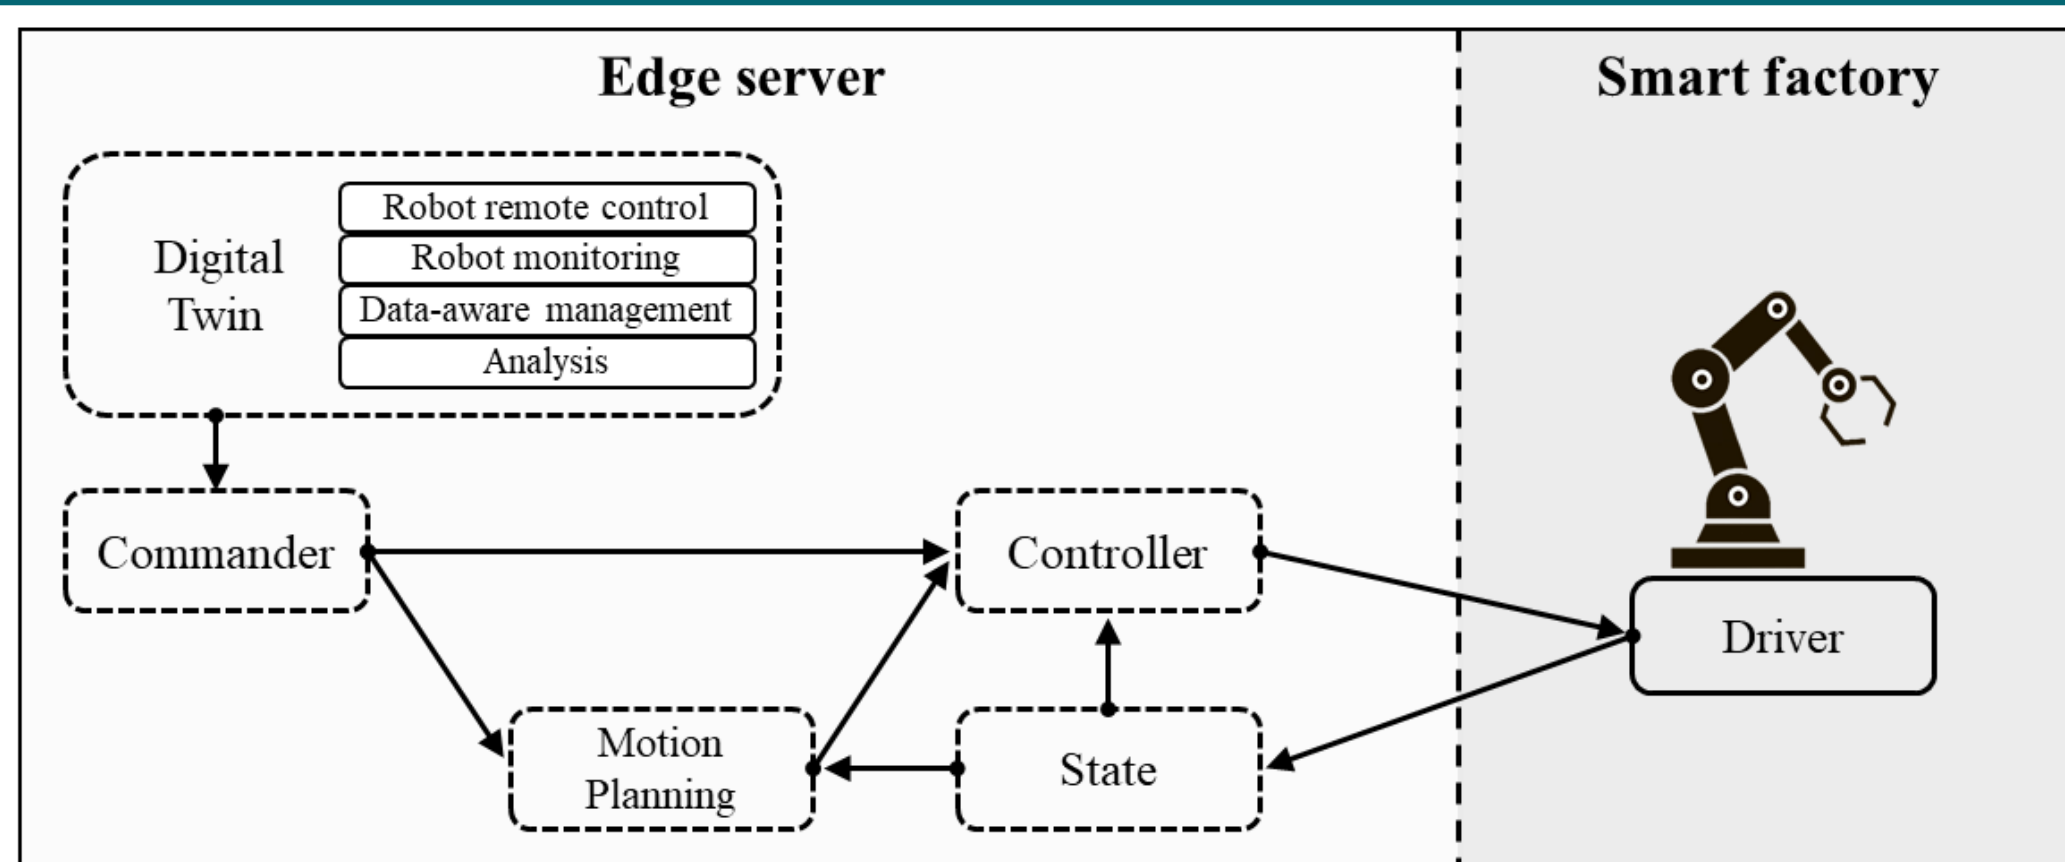 Edge server
Smart factory
Digital
Twin
Robot remote control
Robot monitoring
Data-aware management
Analysis
Commander
Controller
Driver
Motion
Planning
State